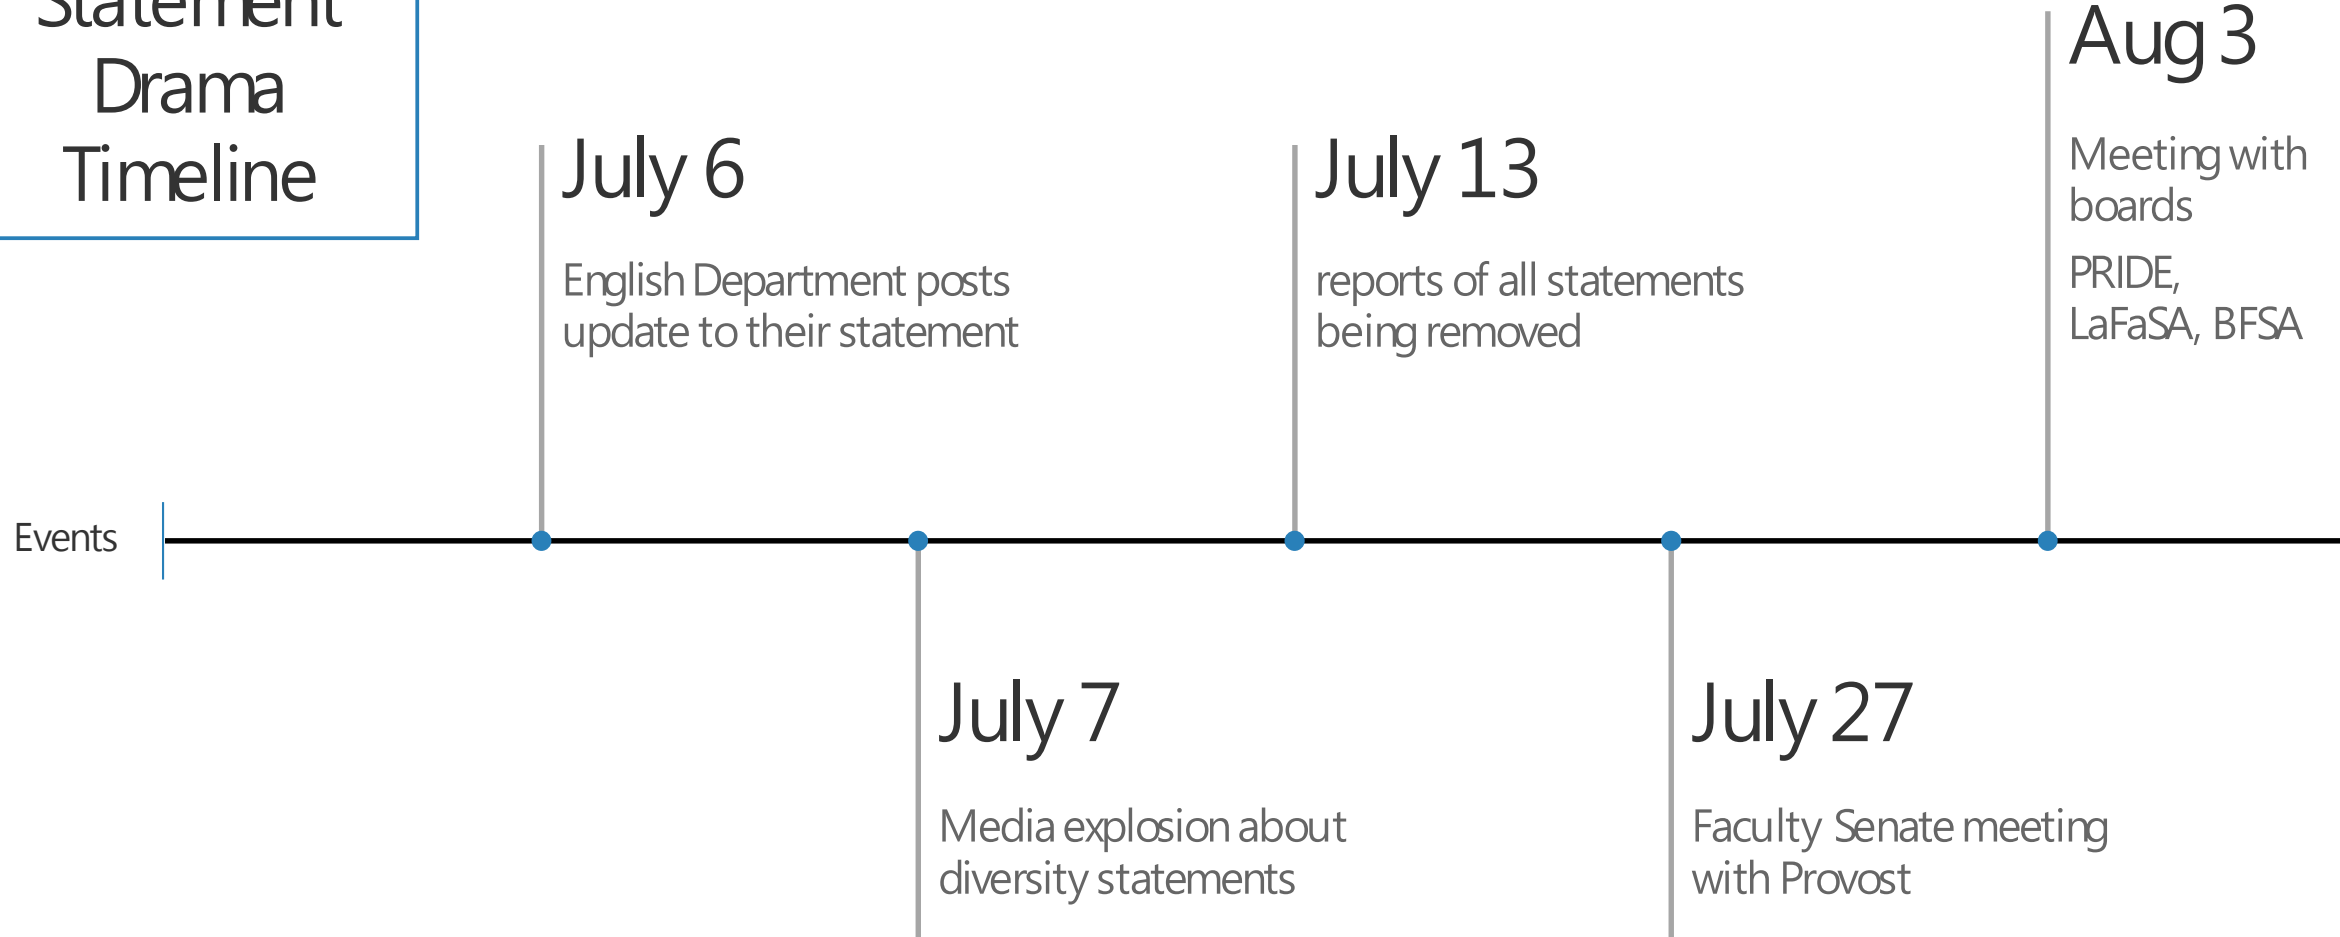 Statement
Drama
Timeline
July 6
English Department posts
update to their statement
July 13
reports of all statements
being removed
Aug 3
Meeting with
boards
PRIDE,
LaFaSA, BFSA
Events
July 7
Media explosion about
diversity statements
July 27
Faculty Senate meeting
with Provost